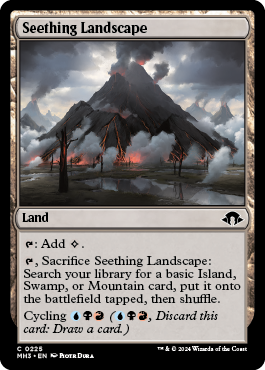 Seething Landscape
Land
: Add .
, Sacrifice Seething Landscape:
Search your library for a basic Island,
Swamp, or Mountain card, put it onto
the battlefield tapped, then shuffle.
Cycling (, Discard this
card: Draw a card.)
C 0225
MH3 • EN Piotr Dura
™ & © 2024 Wizards of the Coast